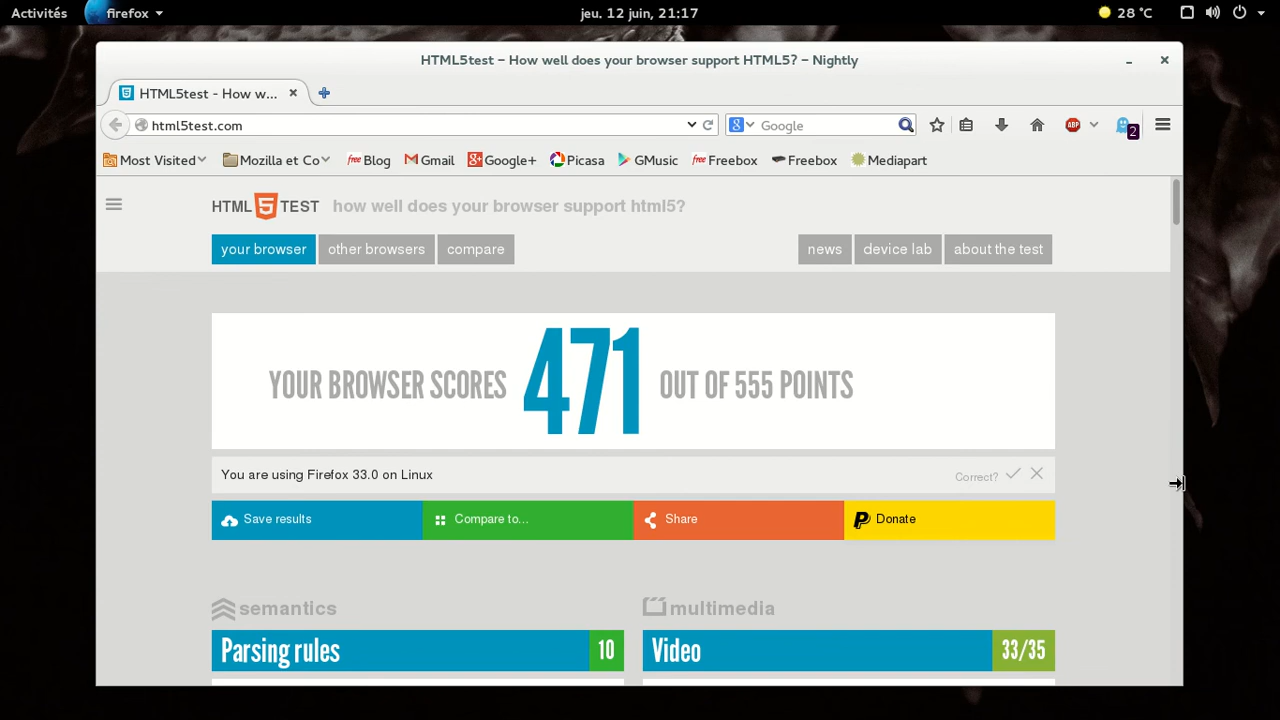 Activités firefox jeu. 12 juin, 21:17 28 °C
HTML5test – How well does your browser support HTML5? – Nightly
HTML5test - How w...
html5test.com Google ABP 2
Most Visited Mozilla et Co free Blog Gmail Google+ Picasa GMusic free Freebox Freebox Mediapart
HTML 5 TEST how well does your browser support html5?
your browser other browsers compare news device lab about the test
YOUR BROWSER SCORES 471 OUT OF 555 POINTS
You are using Firefox 33.0 on Linux Correct?
Save results Compare to... Share Donate
semantics multimedia
Parsing rules 10 Video 33/35